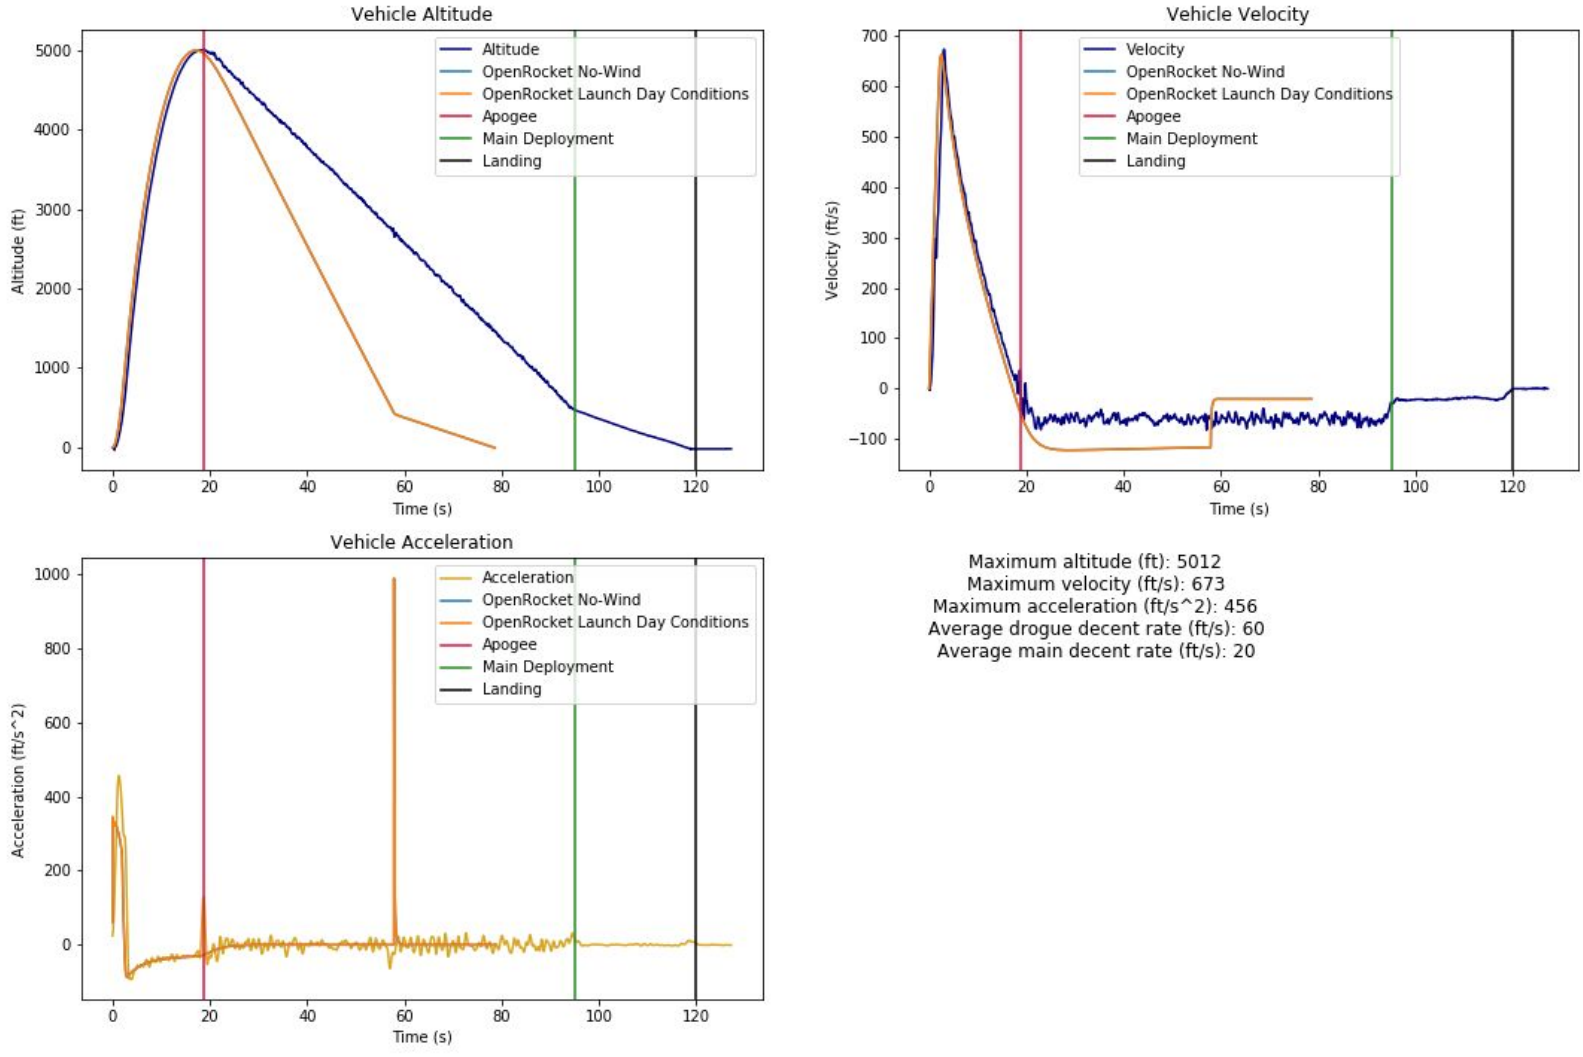 Vehicle Altitude
Altitude (ft)
5000
4000
3000
2000
1000
0
0
20
40
60
80
100
120
Time (s)
Altitude
OpenRocket No-Wind
OpenRocket Launch Day Conditions
Apogee
Main Deployment
Landing
Vehicle Velocity
Velocity (ft/s)
700
600
500
400
300
200
100
0
−100
0
20
40
60
80
100
120
Time (s)
Velocity
OpenRocket No-Wind
OpenRocket Launch Day Conditions
Apogee
Main Deployment
Landing
Vehicle Acceleration
Acceleration (ft/s^2)
1000
800
600
400
200
0
0
20
40
60
80
100
120
Time (s)
Acceleration
OpenRocket No-Wind
OpenRocket Launch Day Conditions
Apogee
Main Deployment
Landing
Maximum altitude (ft): 5012
Maximum velocity (ft/s): 673
Maximum acceleration (ft/s^2): 456
Average drogue decent rate (ft/s): 60
Average main decent rate (ft/s): 20